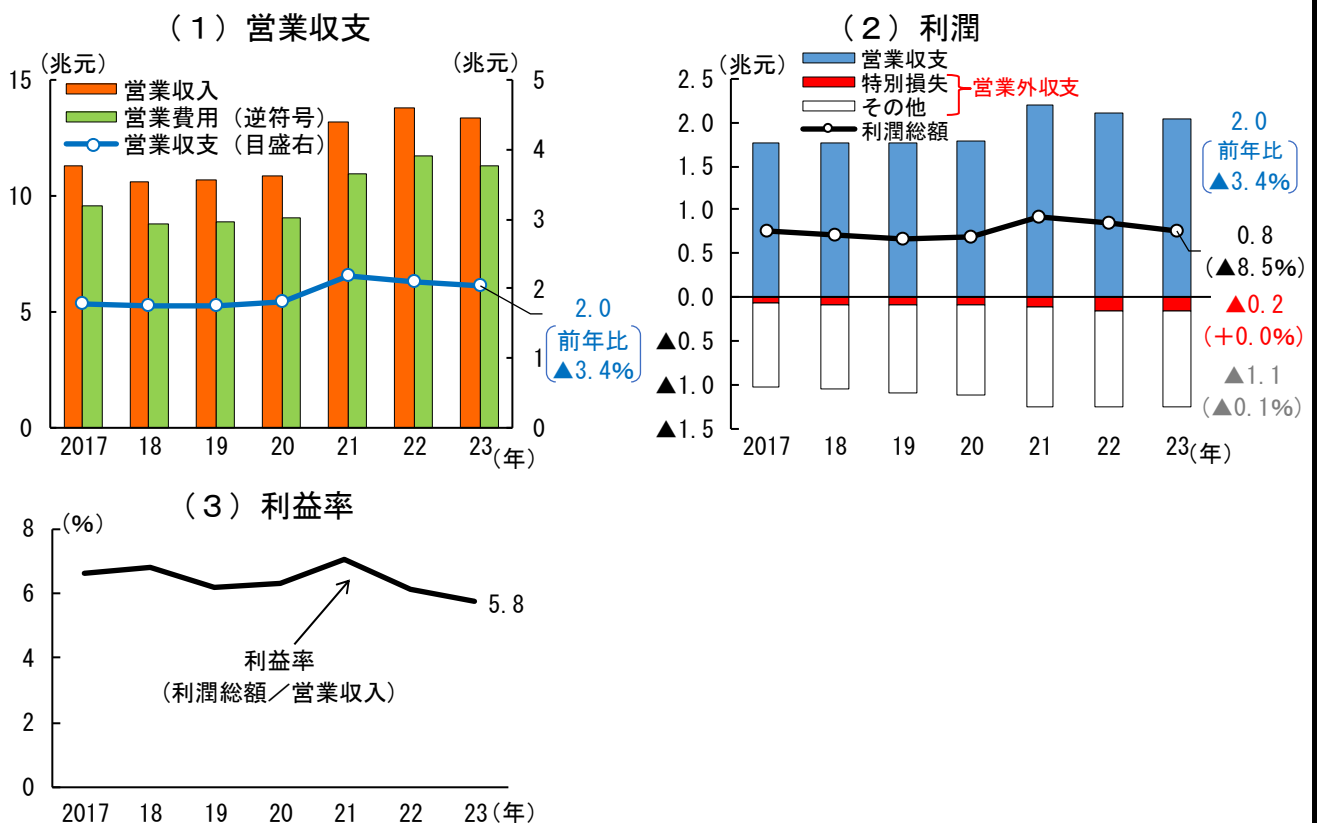 (１)営業収支
(兆元)
(兆元)
営業収入
営業費用(逆符号)
営業収支(目盛右)
15
10
5
0
5
4
3
2
1
0
2.0
前年比
▲3.4%
2017 18 19 20 21 22 23(年)
(２)利潤
(兆元)
営業収支
特別損失
その他
営業外収支
利潤総額
2.5
2.0
1.5
1.0
0.5
0.0
▲0.5
▲1.0
▲1.5
2.0
前年比
▲3.4%
0.8
(▲8.5%)
▲0.2
(+0.0%)
▲1.1
(▲0.1%)
2017 18 19 20 21 22 23(年)
(３)利益率
(%)
8
6
4
2
0
5.8
利益率
(利潤総額／営業収入)
2017 18 19 20 21 22 23(年)